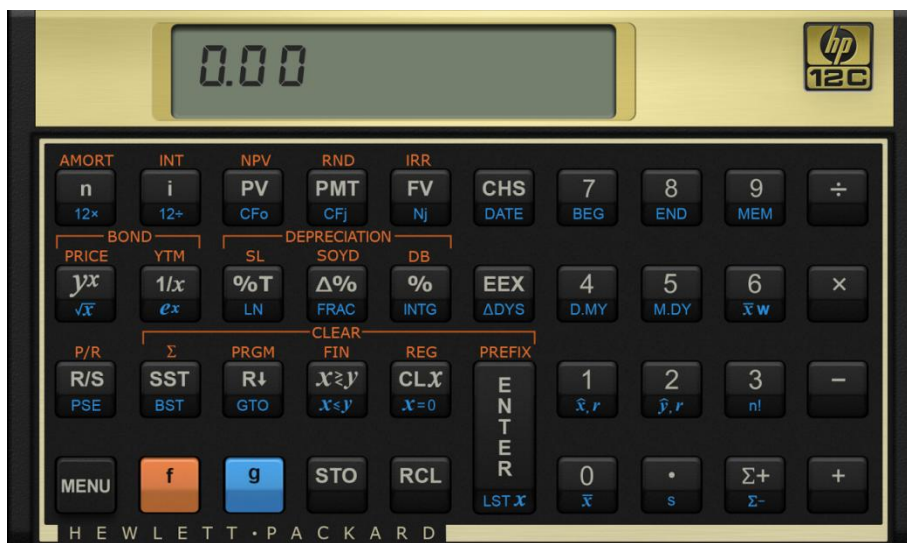 0.00
hp
12C
AMORT INT NPV RND IRR
n i PV PMT FV CHS 7 8 9 ÷
12× 12÷ CFo CFj Nj DATE BEG END MEM
BOND DEPRECIATION
PRICE YTM SL SOYD DB
yx 1/x %T Δ% % EEX 4 5 6 ×
√x ex LN FRAC INTG ΔDYS D.MY M.DY x̅ w
CLEAR
P/R Σ PRGM FIN REG PREFIX
R/S SST R↓ x≷y CLx ENTER 1 2 3 −
PSE BST GTO x≤y x=0 x̂,r ŷ,r n!
MENU f g STO RCL 0 • Σ+ +
LST x x̅ s Σ−
HEWLETT·PACKARD